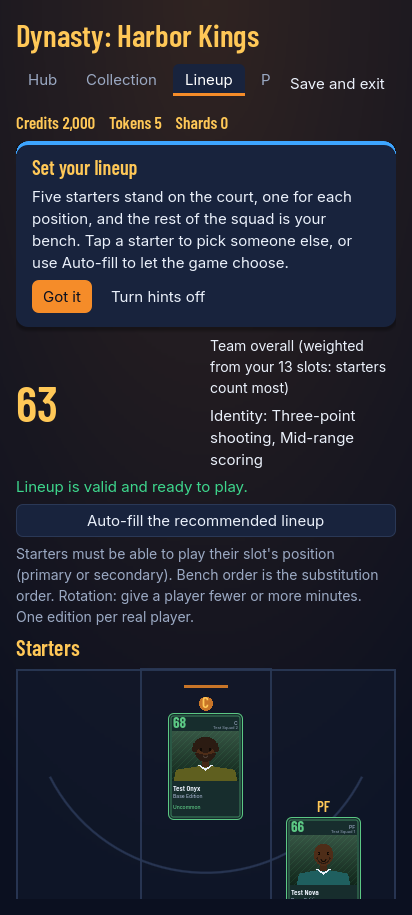 Dynasty: Harbor Kings
Hub Collection Lineup P Save and exit
Credits 2,000 Tokens 5 Shards 0
Set your lineup
Five starters stand on the court, one for each
position, and the rest of the squad is your
bench. Tap a starter to pick someone else, or
use Auto-fill to let the game choose.
Got it Turn hints off
63
Team overall (weighted
from your 13 slots: starters
count most)
Identity: Three-point
shooting, Mid-range
scoring
Lineup is valid and ready to play.
Auto-fill the recommended lineup
Starters must be able to play their slot's position
(primary or secondary). Bench order is the substitution
order. Rotation: give a player fewer or more minutes.
One edition per real player.
Starters
C
68
C
Test Onyx
Base Edition
Uncommon
PF
66
PF
Test Nova